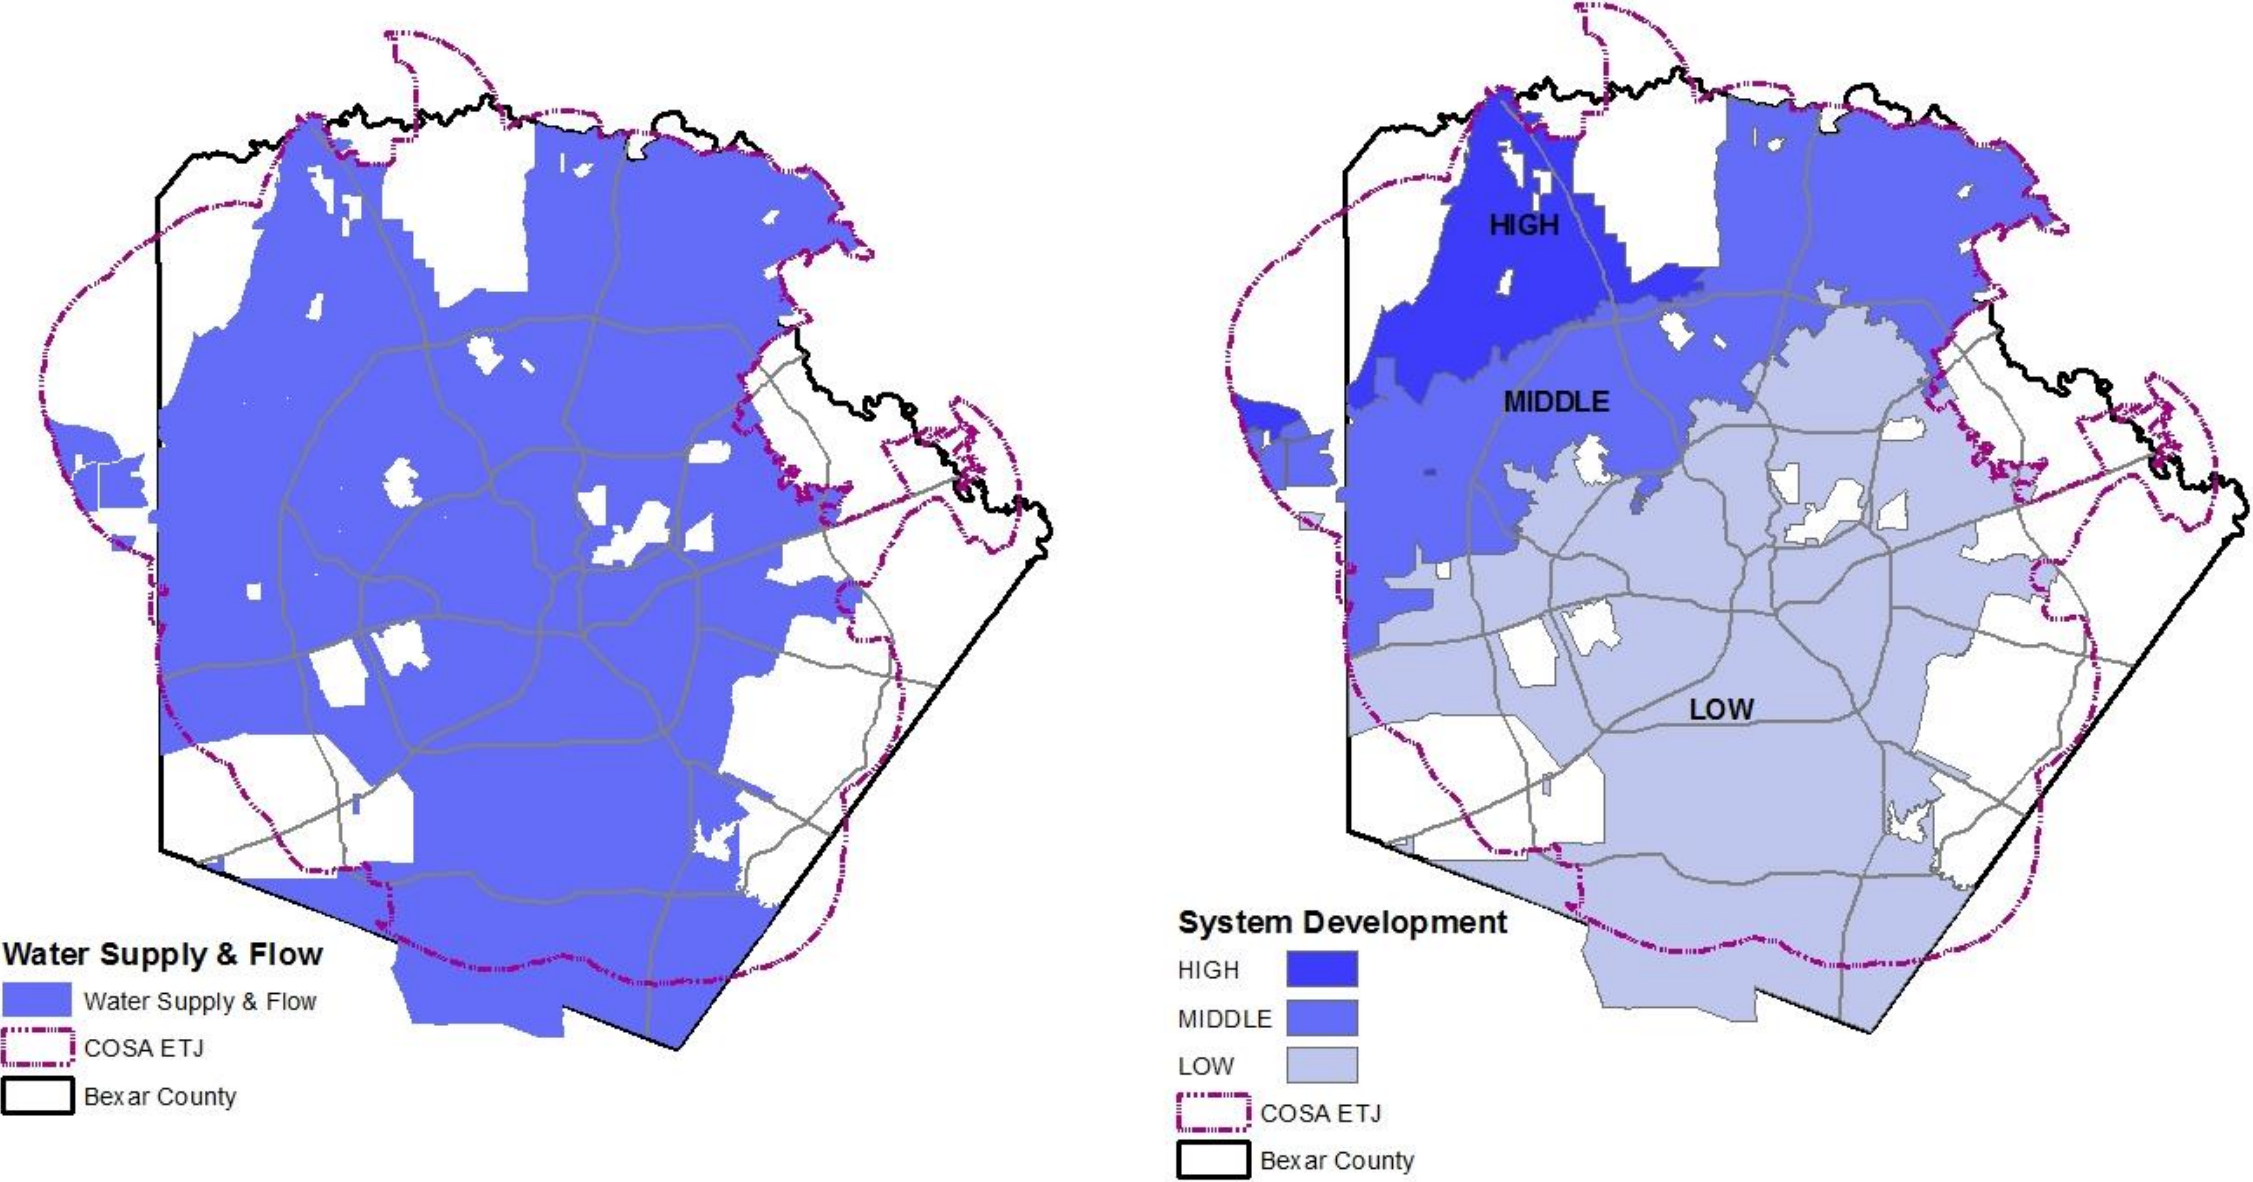 HIGH
MIDDLE
LOW
Water Supply & Flow
Water Supply & Flow
COSA ETJ
Bexar County
System Development
HIGH
MIDDLE
LOW
COSA ETJ
Bexar County